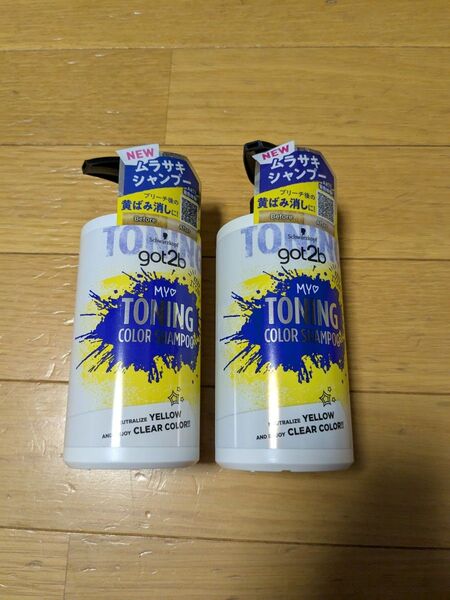 NEW
ムラサキ
シャンプー
ブリーチ後の
黄ばみ消しに!
Before
TONING
Schwarzkopf
got2b
MY♡
TONING
COLOR SHAMPOO
NEUTRALIZE YELLOW
AND ENJOY CLEAR COLOR!!
NEW
ムラサキ
シャンプー
ブリーチ後の
黄ばみ消しに!
Before
TONING
Schwarzkopf
got2b
MY♡
TONING
COLOR SHAMPOO
NEUTRALIZE YELLOW
AND ENJOY CLEAR COLOR!!